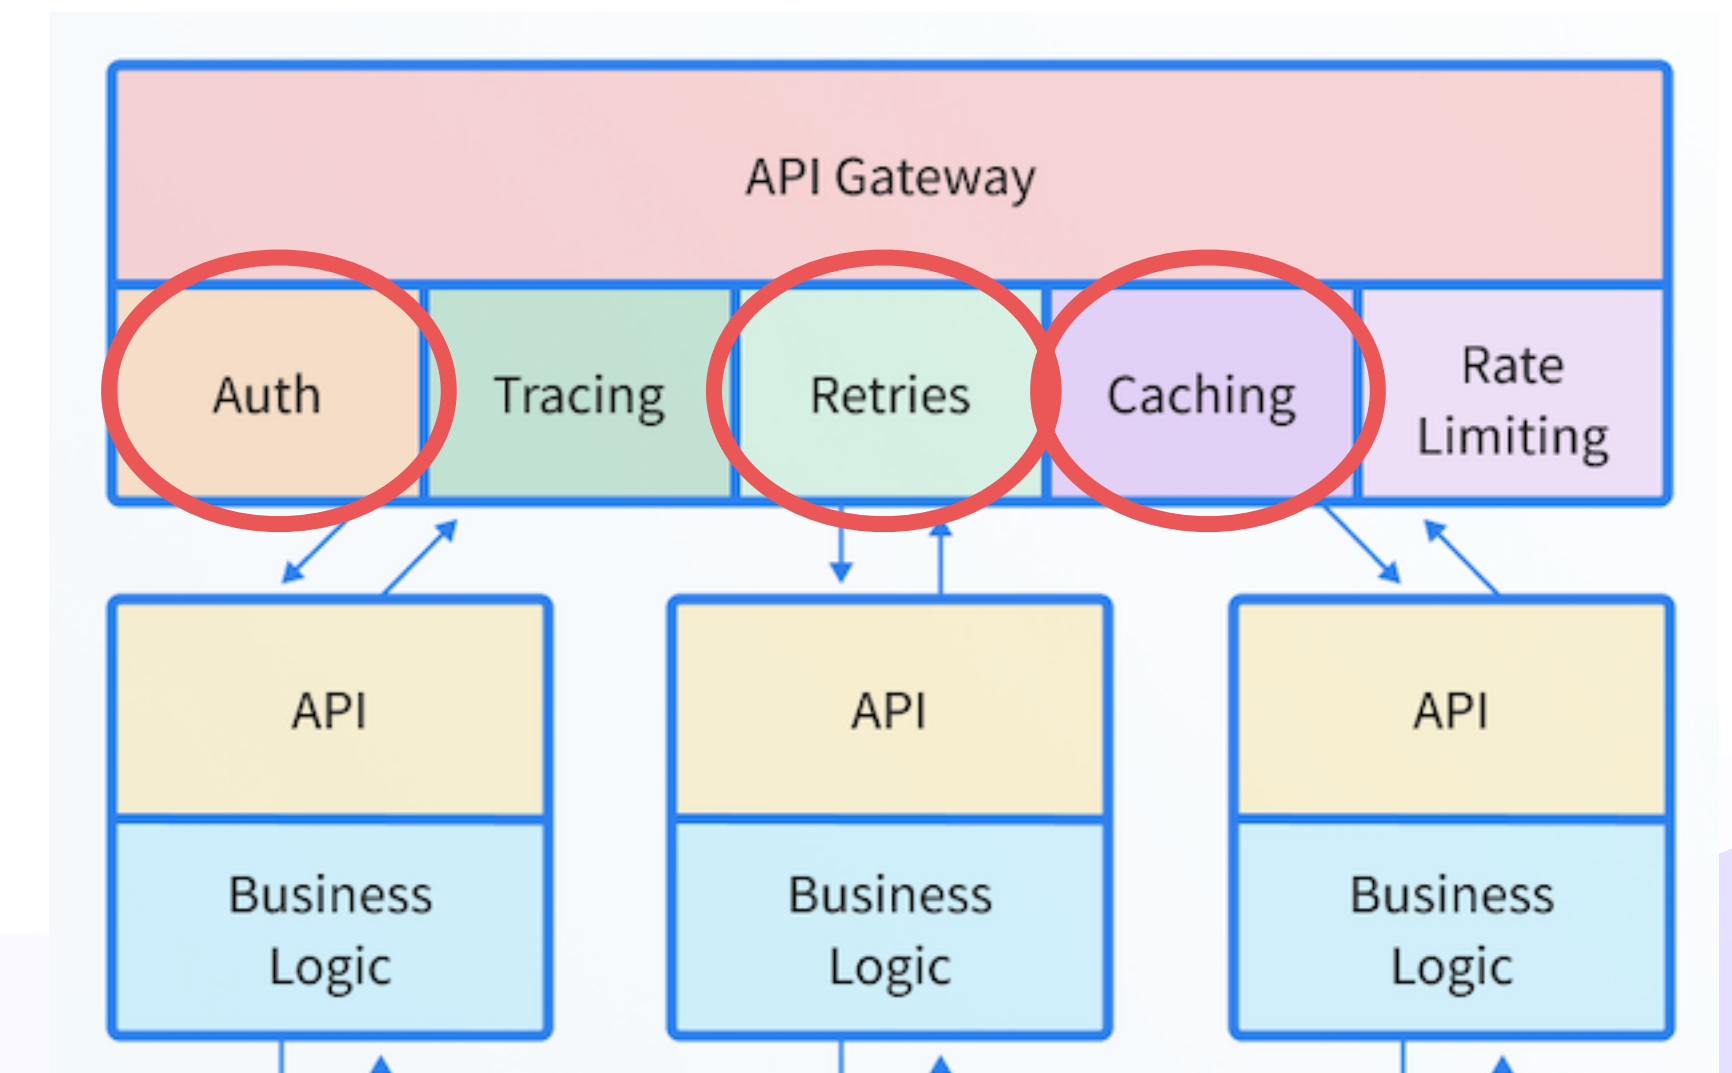 API Gateway
Auth
Tracing
Retries
Caching
Rate
Limiting
API
API
API
Business
Logic
Business
Logic
Business
Logic